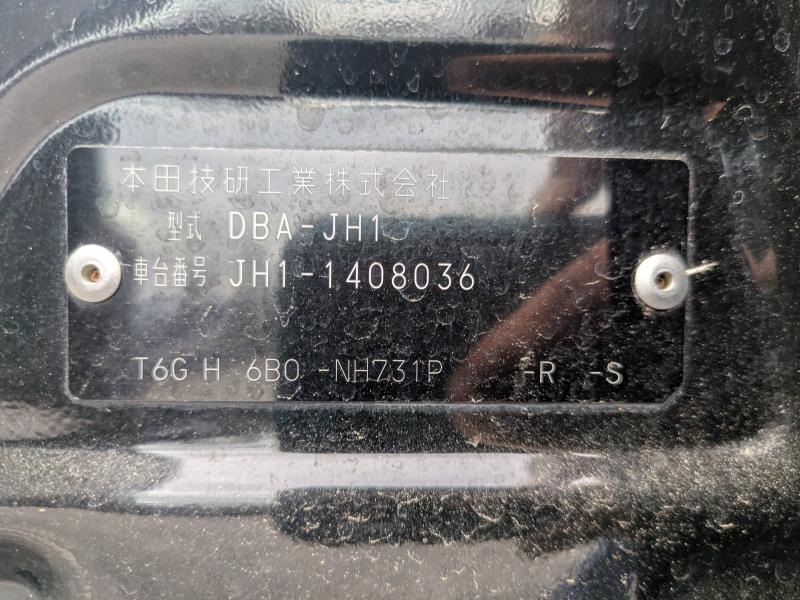 本田技研工業株式会社
型式 DBA-JH1
車台番号 JH1-1408036
T6G H 6B0 -NH731P -R -S